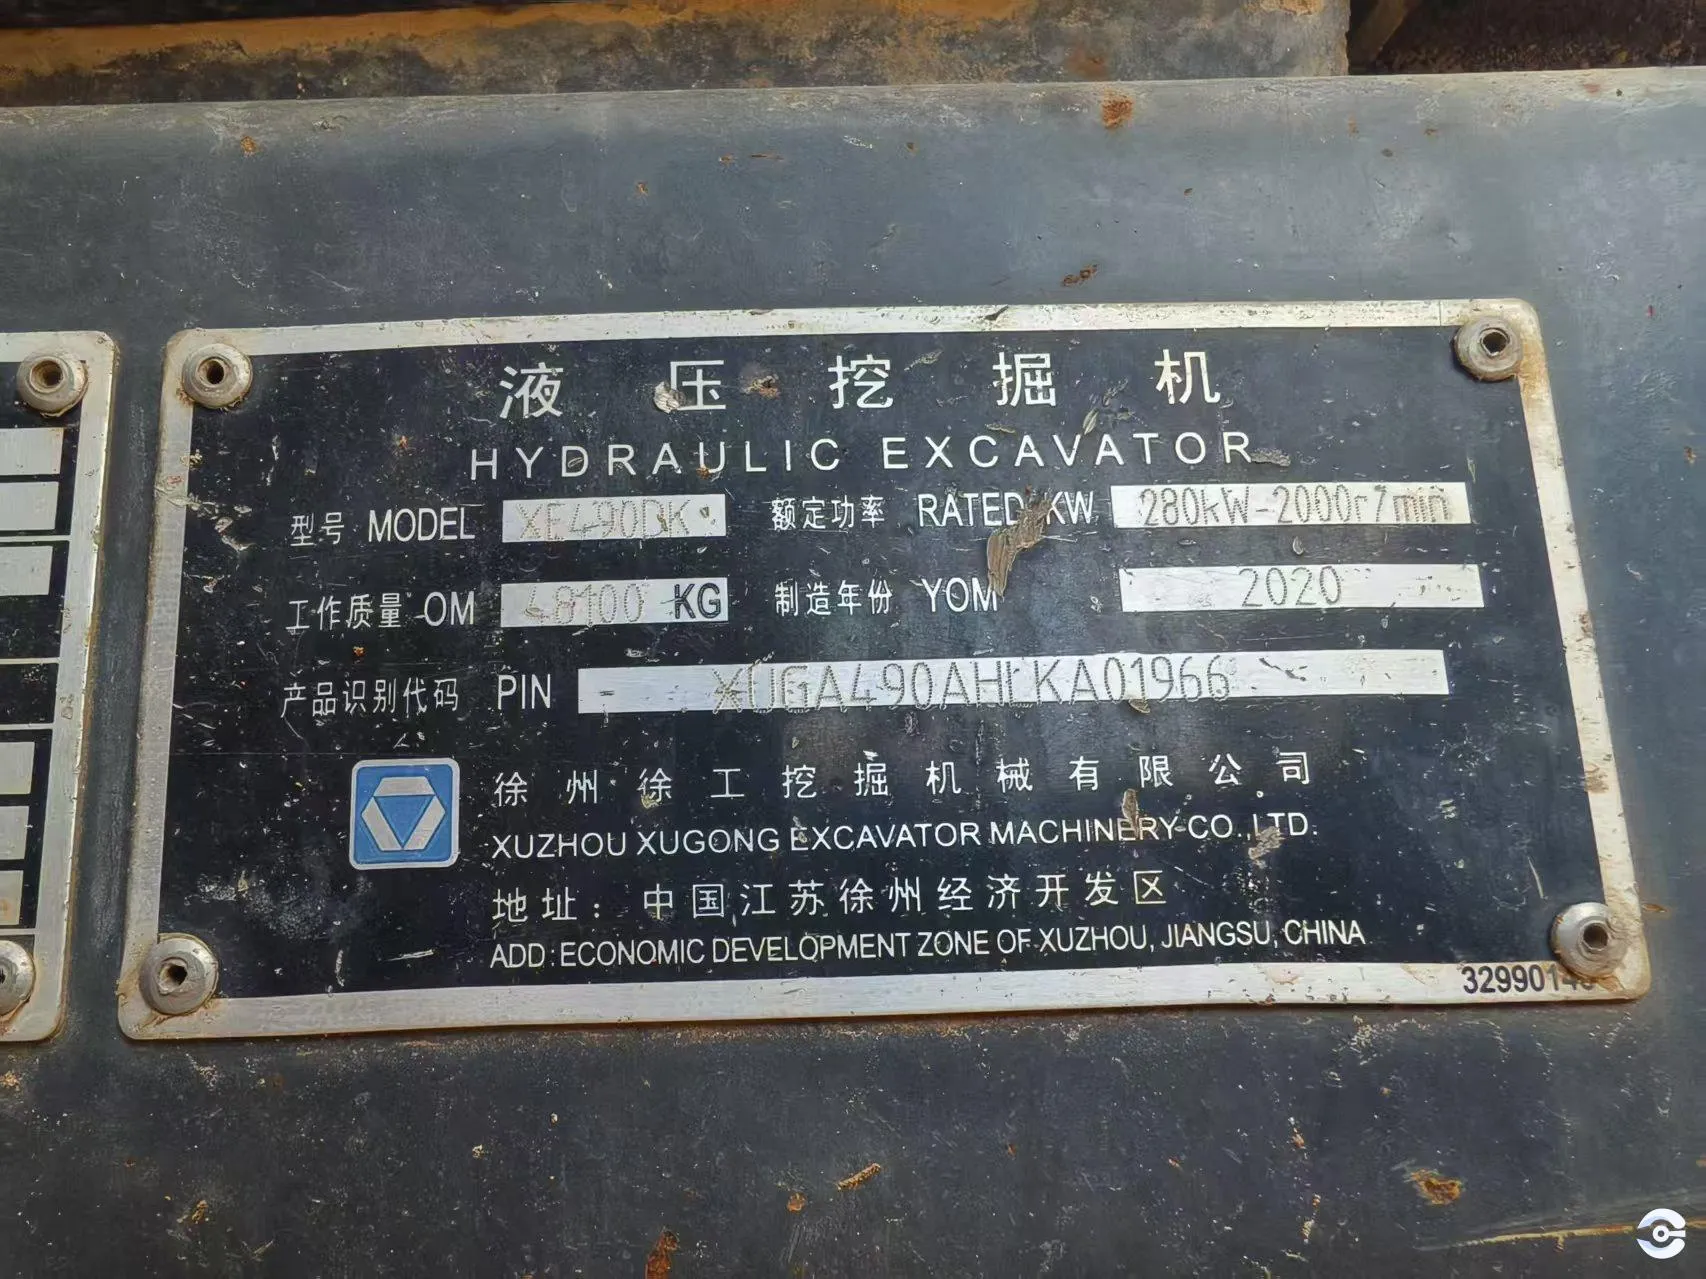 液压挖掘机
HYDRAULIC EXCAVATOR
型号 MODEL XE490DK 额定功率 RATED KW 280kW-2000r/min
工作质量 OM 48100 KG 制造年份 YOM 2020
产品识别代码 PIN XUGA490AHLKA01966
徐州徐工挖掘机械有限公司
XUZHOU XUGONG EXCAVATOR MACHINERY CO.,LTD.
地址：中国江苏徐州经济开发区
ADD:ECONOMIC DEVELOPMENT ZONE OF XUZHOU, JIANGSU, CHINA